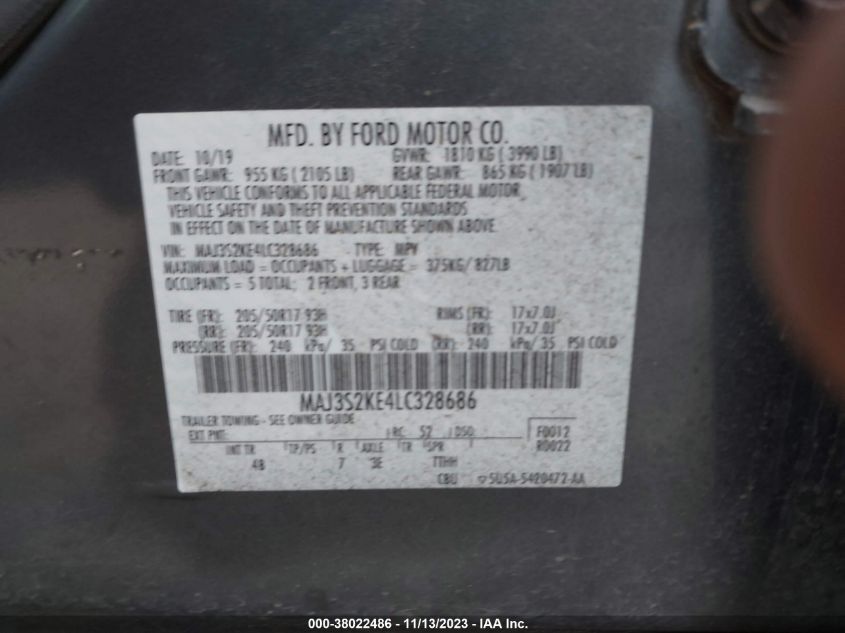 MFD. BY FORD MOTOR CO.
DATE: 10/19 GVWR: 1810 KG ( 3990 LB)
FRONT GAWR: 955 KG ( 2105 LB) REAR GAWR: 865 KG ( 1907 LB)
THIS VEHICLE CONFORMS TO ALL APPLICABLE FEDERAL MOTOR
VEHICLE SAFETY AND THEFT PREVENTION STANDARDS
IN EFFECT ON THE DATE OF MANUFACTURE SHOWN ABOVE.
VIN: MAJ3S2KE4LC328686 TYPE: MPV
MAXIMUM LOAD = OCCUPANTS + LUGGAGE = 375KG/ 827LB
OCCUPANTS = 5 TOTAL; 2 FRONT, 3 REAR
TIRE (FR): 205/50R17 93H RIMS (FR): 17x7.0J
(RR): 205/50R17 93H (RR): 17x7.0J
PRESSURE (FR): 240 kPa/ 35 PSI COLD (RR): 240 kPa/ 35 PSI COLD
MAJ3S2KE4LC328686
TRAILER TOWING - SEE OWNER GUIDE
EXT PNT: RC: 52 DSO: F0012
R0022
INT TR TP/PS R AXLE TR SPR
4B 7 3E TTHH
CBU 5U5A-5420472-AA
000-38022486 - 11/13/2023 - IAA Inc.